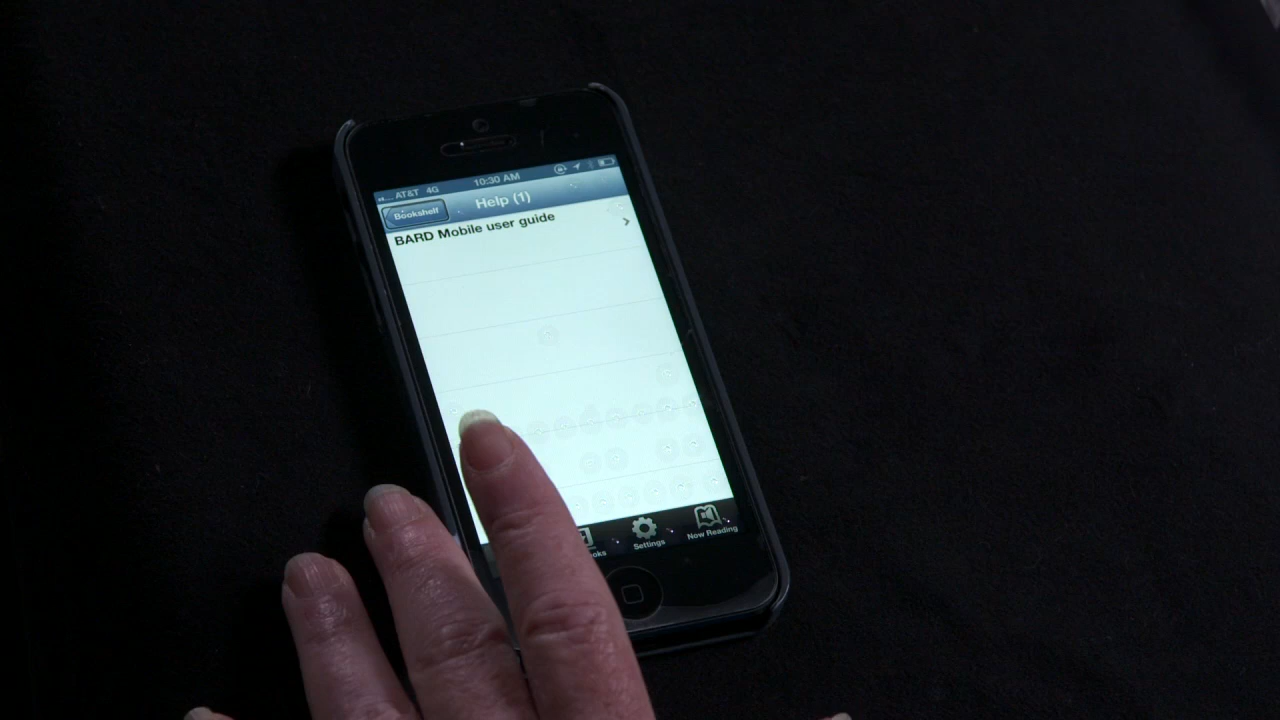 AT&T 4G 10:30 AM
Bookshelf Help (1)
BARD Mobile user guide
Settings Now Reading